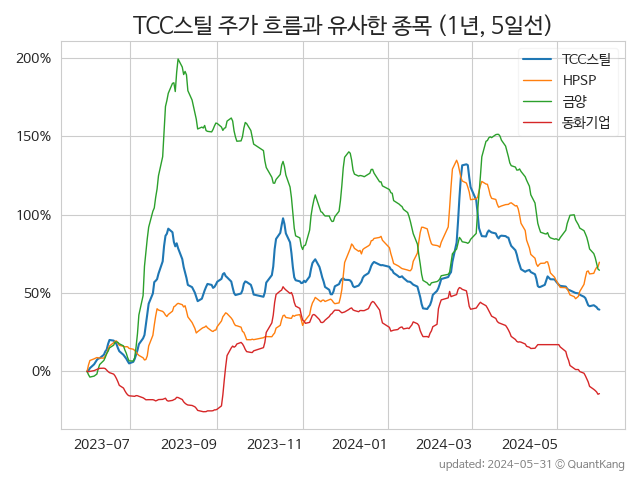 TCC스틸 주가 흐름과 유사한 종목 (1년, 5일선)
TCC스틸
HPSP
금양
동화기업
200%
150%
100%
50%
0%
2023-07
2023-09
2023-11
2024-01
2024-03
2024-05
updated: 2024-05-31 © QuantKang